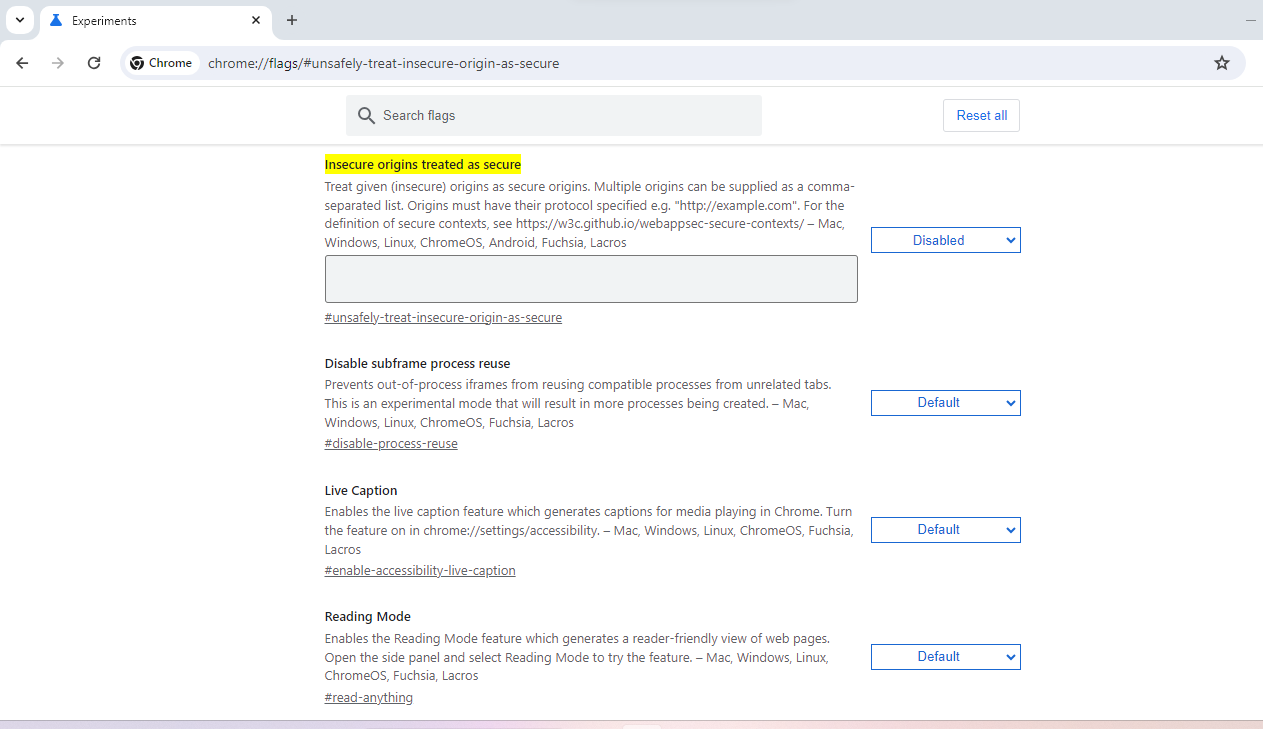 Experiments
Chrome
chrome://flags/#unsafely-treat-insecure-origin-as-secure
Search flags
Reset all
Insecure origins treated as secure
Treat given (insecure) origins as secure origins. Multiple origins can be supplied as a comma-
separated list. Origins must have their protocol specified e.g. "http://example.com". For the
definition of secure contexts, see https://w3c.github.io/webappsec-secure-contexts/ – Mac,
Windows, Linux, ChromeOS, Android, Fuchsia, Lacros
Disabled
#unsafely-treat-insecure-origin-as-secure
Disable subframe process reuse
Prevents out-of-process iframes from reusing compatible processes from unrelated tabs.
This is an experimental mode that will result in more processes being created. – Mac,
Windows, Linux, ChromeOS, Fuchsia, Lacros
Default
#disable-process-reuse
Live Caption
Enables the live caption feature which generates captions for media playing in Chrome. Turn
the feature on in chrome://settings/accessibility. – Mac, Windows, Linux, ChromeOS, Fuchsia,
Lacros
Default
#enable-accessibility-live-caption
Reading Mode
Enables the Reading Mode feature which generates a reader-friendly view of web pages.
Open the side panel and select Reading Mode to try the feature. – Mac, Windows, Linux,
ChromeOS, Fuchsia, Lacros
Default
#read-anything